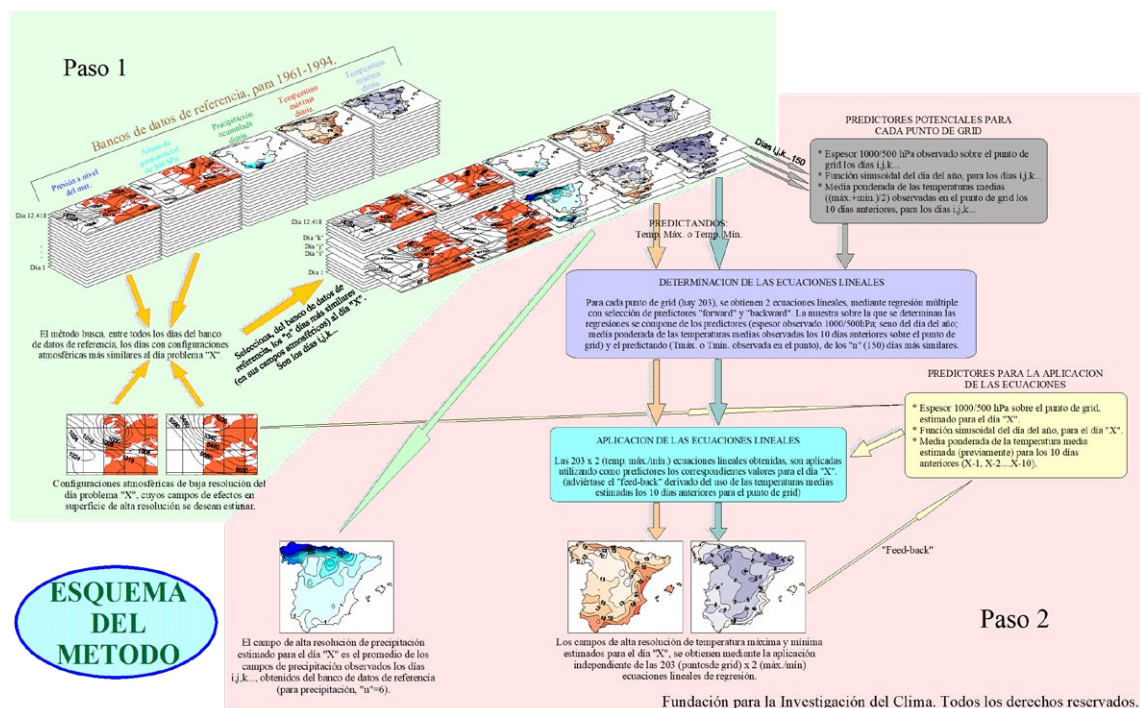 Paso 1
Bancos de datos de referencia, para 1961-1994.
Presión a nivel
del mar.
Altura de
geopotencial
de 500 hPa.
Precipitación
acumulada
diaria.
Temperatura
máxima
diaria.
Temperatura
mínima
diaria.
Día 12.418
Día 1
Día 12.418
Día "k"
Día "j"
Día "i"
Día 1
Días i,j,k...150
El método busca, entre todos los días del banco
de datos de referencia, los días con configuraciones
atmosféricas más similares al día problema "X".
Selecciona, del banco de datos de
referencia, los "n" días más similares
(en sus campos atmosféricos) al día "X".
Son los días i,j,k...
Configuraciones atmosféricas de baja resolución del
día problema "X", cuyos campos de efectos en
superficie de alta resolución se desean estimar.
PREDICTORES POTENCIALES PARA
CADA PUNTO DE GRID
* Espesor 1000/500 hPa observado sobre el punto de
grid los días i,j,k...
* Función sinusoidal del día del año, para los días i,j,k...
* Media ponderada de las temperaturas medias
((máx.+mín.)/2) observadas en el punto de grid los
10 días anteriores, para los días i,j,k...
PREDICTANDOS:
Temp. Máx. o Temp. Mín.
DETERMINACION DE LAS ECUACIONES LINEALES
Para cada punto de grid (hay 203), se obtienen 2 ecuaciones lineales, mediante regresión múltiple
con selección de predictores "forward" y "backward". La muestra sobre la que se determinan las
regresiones se compone de los predictores (espesor observado 1000/500hPa; seno del día del año;
media ponderada de las temperaturas medias observadas los 10 días anteriores sobre el punto de
grid) y el predictando (Tmáx. o Tmín. observada en el punto), de los "n" (150) días más similares.
PREDICTORES PARA LA APLICACION
DE LAS ECUACIONES
* Espesor 1000/500 hPa sobre el punto de grid,
estimado para el día "X".
* Función sinusoidal del día del año, para el día "X".
* Media ponderada de la temperatura media
estimada (previamente) para los 10 días
anteriores (X-1, X-2....X-10).
APLICACION DE LAS ECUACIONES LINEALES
Las 203 x 2 (temp. máx./mín.) ecuaciones lineales obtenidas, son aplicadas
utilizando como predictores los correspondientes valores para el día "X".
(adviértase el "feed-back" derivado del uso de las temperaturas medias
estimadas los 10 días anteriores para el punto de grid)
"Feed-back"
ESQUEMA
DEL
METODO
El campo de alta resolución de precipitación
estimado para el día "X" es el promedio de los
campos de precipitación observados los días
i,j,k..., obtenidos del banco de datos de referencia
(para precipitación, "n"=6).
Los campos de alta resolución de temperatura máxima y mínima
estimados para el día "X", se obtienen mediante la aplicación
independiente de las 203 (puntosde grid) x 2 (máx./mín)
ecuaciones lineales de regresión.
Paso 2
Fundación para la Investigación del Clima. Todos los derechos reservados.